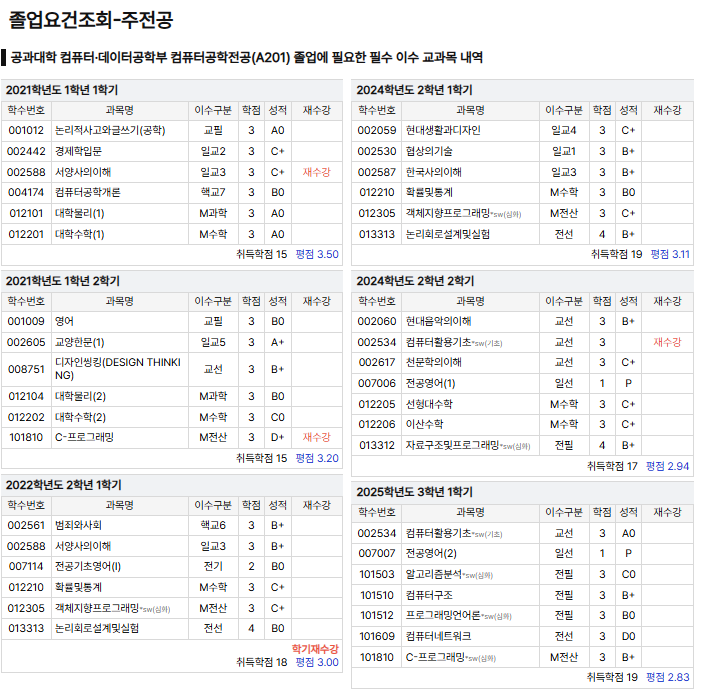 졸업요건조회-주전공
공과대학 컴퓨터·데이터공학부 컴퓨터공학전공(A201) 졸업에 필요한 필수 이수 교과목 내역
2021학년도 1학년 1학기
학수번호 과목명 이수구분 학점 성적 재수강
001012 논리적사고와글쓰기(공학) 교필 3 A0
002442 경제학입문 일교2 3 C+
002588 서양사의이해 일교3 3 C+ 재수강
004174 컴퓨터공학개론 핵교7 3 B0
012101 대학물리(1) M과학 3 A0
012201 대학수학(1) M수학 3 A0
취득학점 15 평점 3.50
2021학년도 1학년 2학기
학수번호 과목명 이수구분 학점 성적 재수강
001009 영어 교필 3 B0
002605 교양한문(1) 일교5 3 A+
008751 디자인씽킹(DESIGN THINKI
NG) 교선 3 B+
012104 대학물리(2) M과학 3 B0
012202 대학수학(2) M수학 3 C0
101810 C-프로그래밍 M전산 3 D+ 재수강
취득학점 15 평점 3.20
2022학년도 1학년 1학기
학수번호 과목명 이수구분 학점 성적 재수강
002561 범죄와사회 핵교6 3 B+
002588 서양사의이해 일교3 3 B+
007114 전공기초영어(I) 전기 2 B0
012210 확률및통계 M수학 3 C+
012305 객체지향프로그래밍*sw(심화) M전산 3 C+
013313 논리회로설계및실험 전선 4 B0
학기재수강
취득학점 18 평점 3.00
2024학년도 2학년 1학기
학수번호 과목명 이수구분 학점 성적 재수강
002059 현대생활과디자인 일교4 3 C+
002530 협상의기술 일교1 3 B+
002587 한국사의이해 일교3 3 B+
012210 확률및통계 M수학 3 B0
012305 객체지향프로그래밍*sw(심화) M전산 3 C+
013313 논리회로설계및실험 전선 4 B+
취득학점 19 평점 3.11
2024학년도 2학년 2학기
학수번호 과목명 이수구분 학점 성적 재수강
002060 현대음악의이해 교선 3 B+
002534 컴퓨터활용기초*sw(기초) 교선 3 재수강
002617 천문학의이해 교선 3 C+
007006 전공영어(1) 일선 1 P
012205 선형대수학 M수학 3 C+
012206 이산수학 M수학 3 C+
013312 자료구조및프로그래밍*sw(심화) 전필 4 B+
취득학점 17 평점 2.94
2025학년도 3학년 1학기
학수번호 과목명 이수구분 학점 성적 재수강
002534 컴퓨터활용기초*sw(기초) 교선 3 A0
007007 전공영어(2) 일선 1 P
101503 알고리즘분석*sw(심화) 전필 3 C0
101510 컴퓨터구조 전필 3 B+
101512 프로그래밍언어론*sw(심화) 전필 3 B0
101609 컴퓨터네트워크 전선 3 D0
101810 C-프로그래밍*sw(심화) M전산 3 B+
취득학점 19 평점 2.83